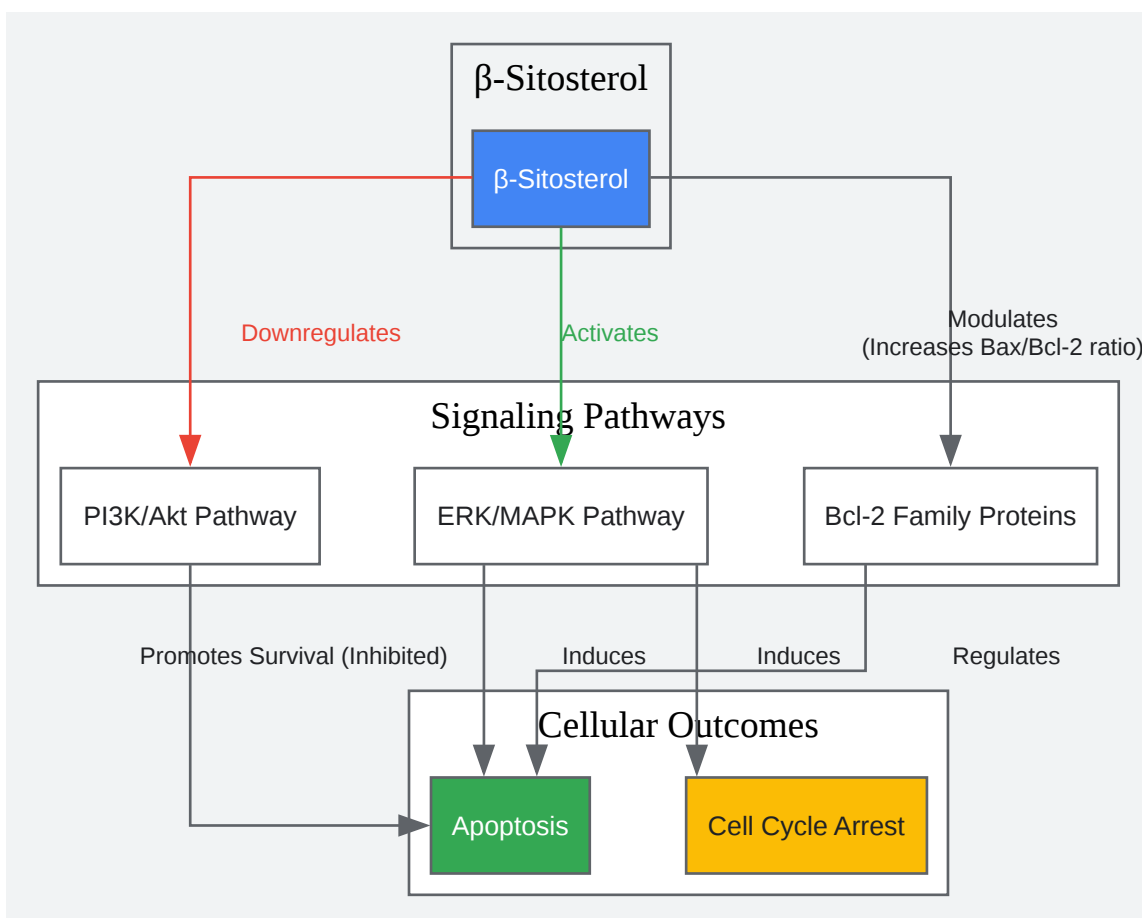 β-Sitosterol
β-Sitosterol
Downregulates
Activates
Modulates
(Increases Bax/Bcl-2 ratio)
Signaling Pathways
PI3K/Akt Pathway
ERK/MAPK Pathway
Bcl-2 Family Proteins
Promotes Survival (Inhibited)
Induces
Induces
Regulates
Cellular Outcomes
Apoptosis
Cell Cycle Arrest